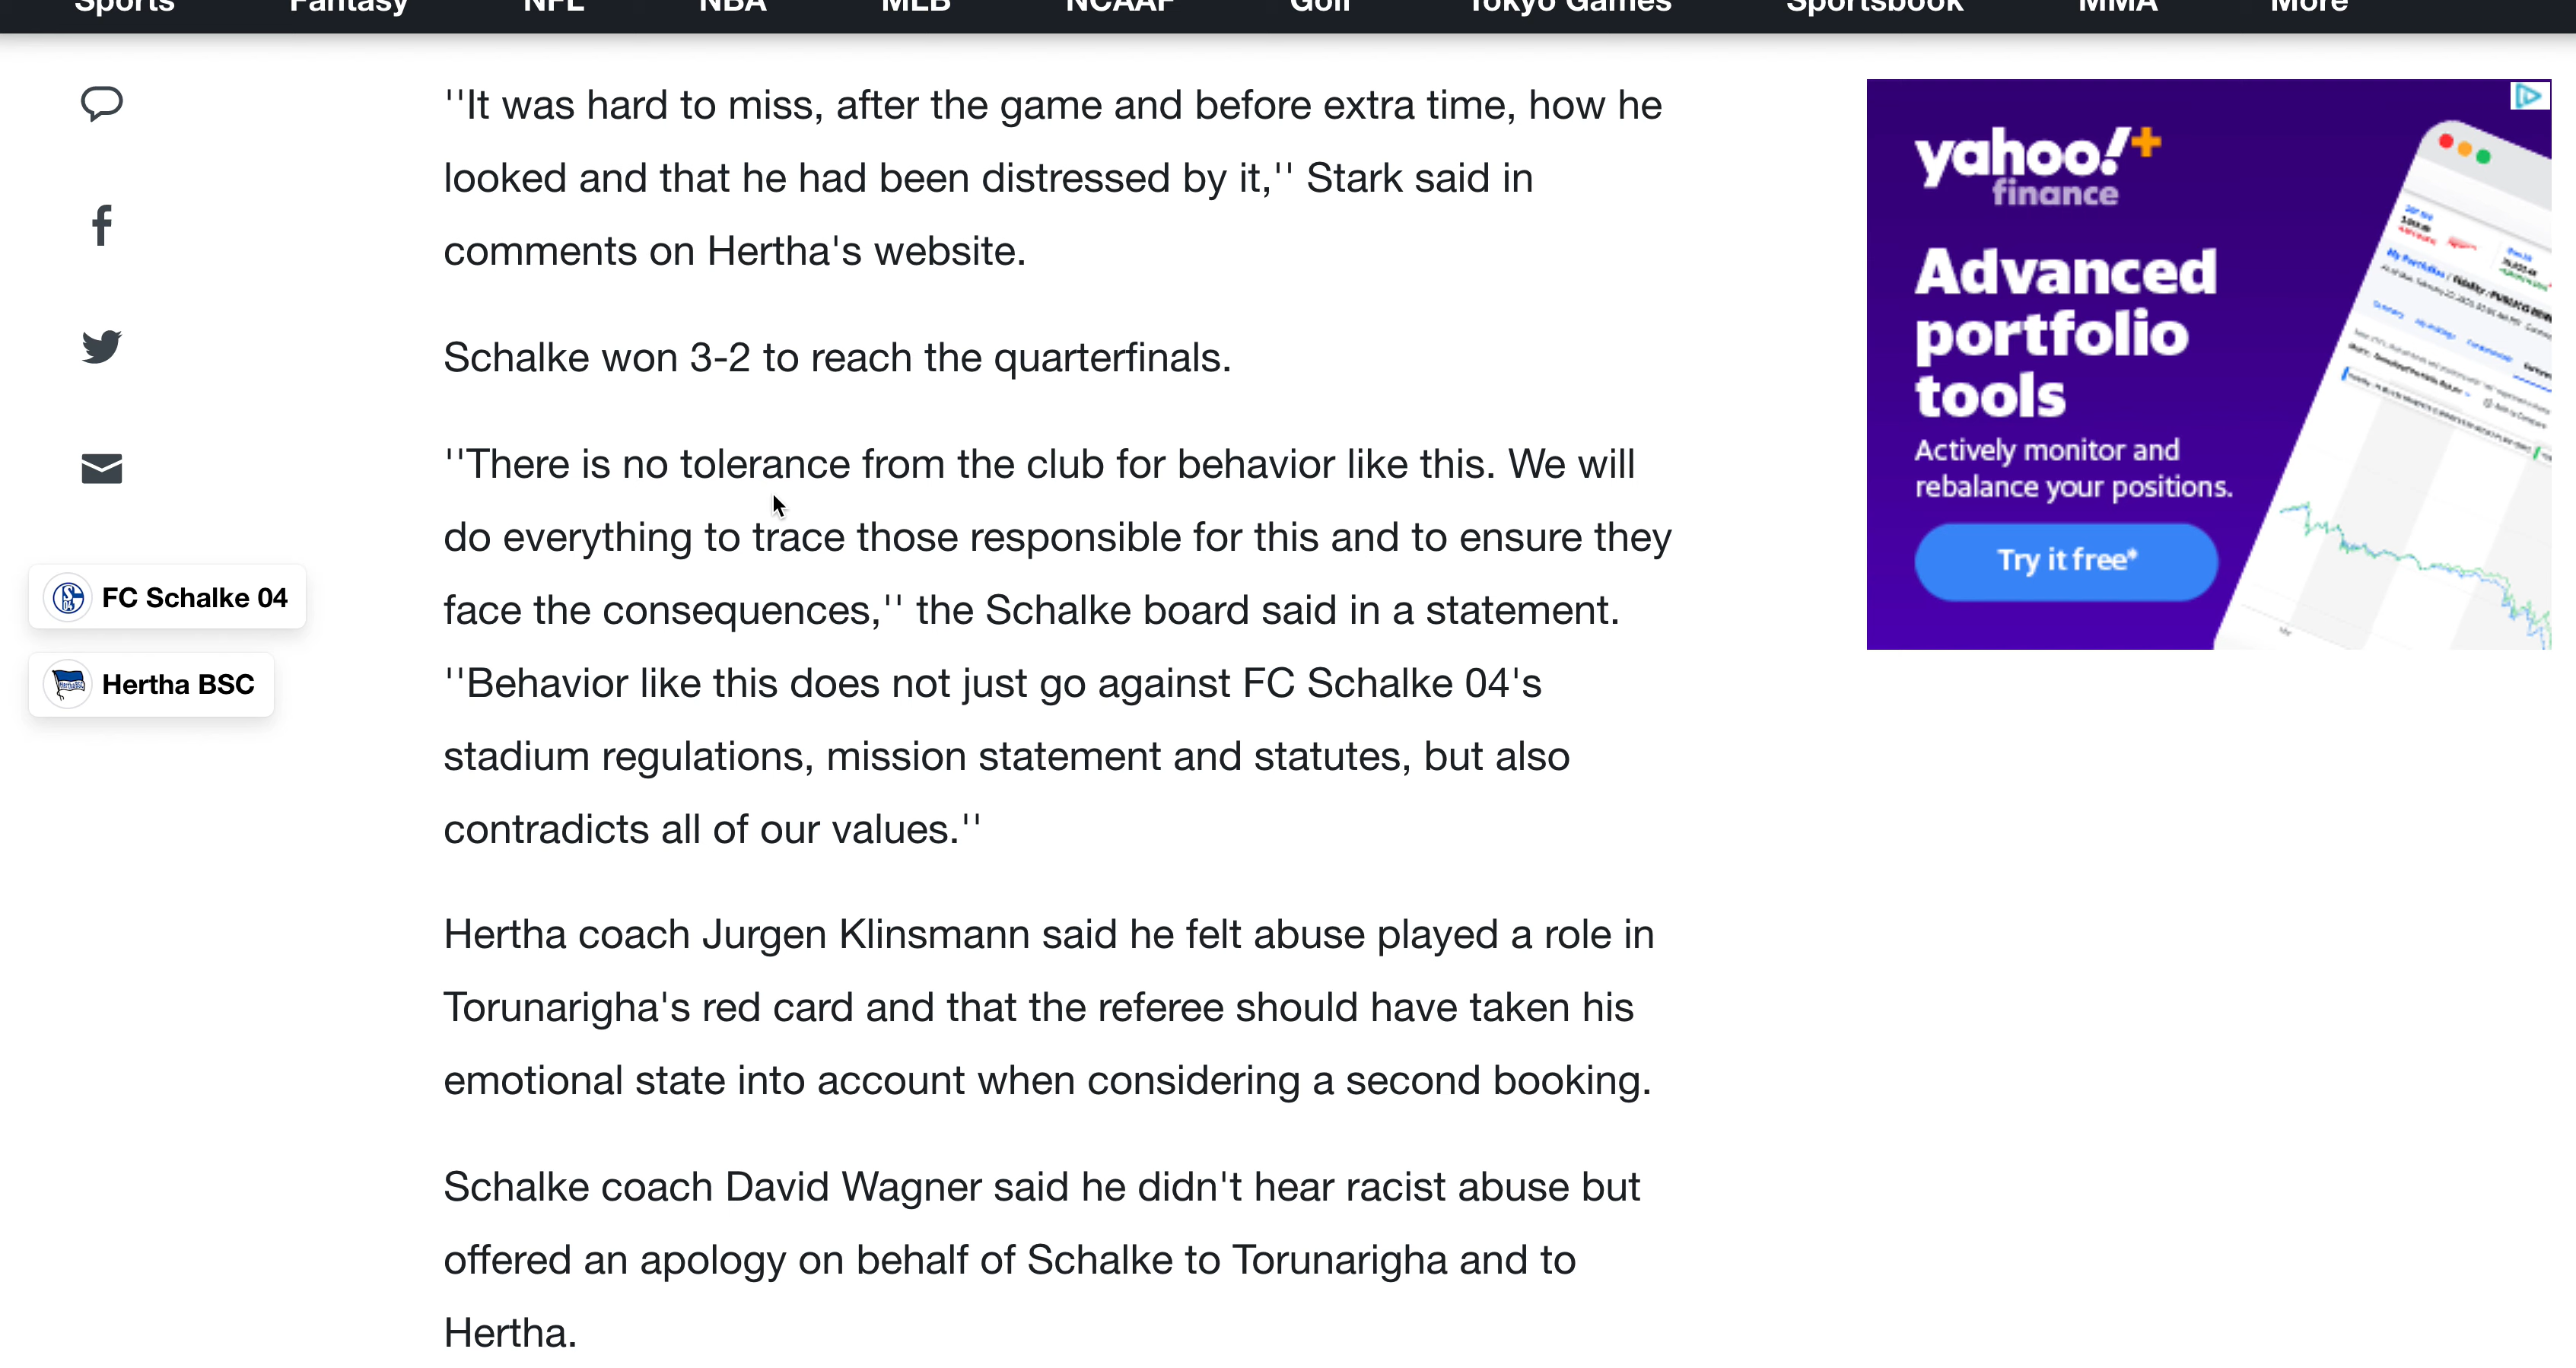 Sports Fantasy NFL NBA MLB NCAAF Golf Tokyo Games Sportsbook MMA More
''It was hard to miss, after the game and before extra time, how he
looked and that he had been distressed by it,'' Stark said in
comments on Hertha's website.
Schalke won 3-2 to reach the quarterfinals.
''There is no tolerance from the club for behavior like this. We will
do everything to trace those responsible for this and to ensure they
face the consequences,'' the Schalke board said in a statement.
''Behavior like this does not just go against FC Schalke 04's
stadium regulations, mission statement and statutes, but also
contradicts all of our values.''
Hertha coach Jurgen Klinsmann said he felt abuse played a role in
Torunarigha's red card and that the referee should have taken his
emotional state into account when considering a second booking.
Schalke coach David Wagner said he didn't hear racist abuse but
offered an apology on behalf of Schalke to Torunarigha and to
Hertha.
FC Schalke 04
Hertha BSC
yahoo!+
finance
Advanced
portfolio
tools
Actively monitor and
rebalance your positions.
Try it free*